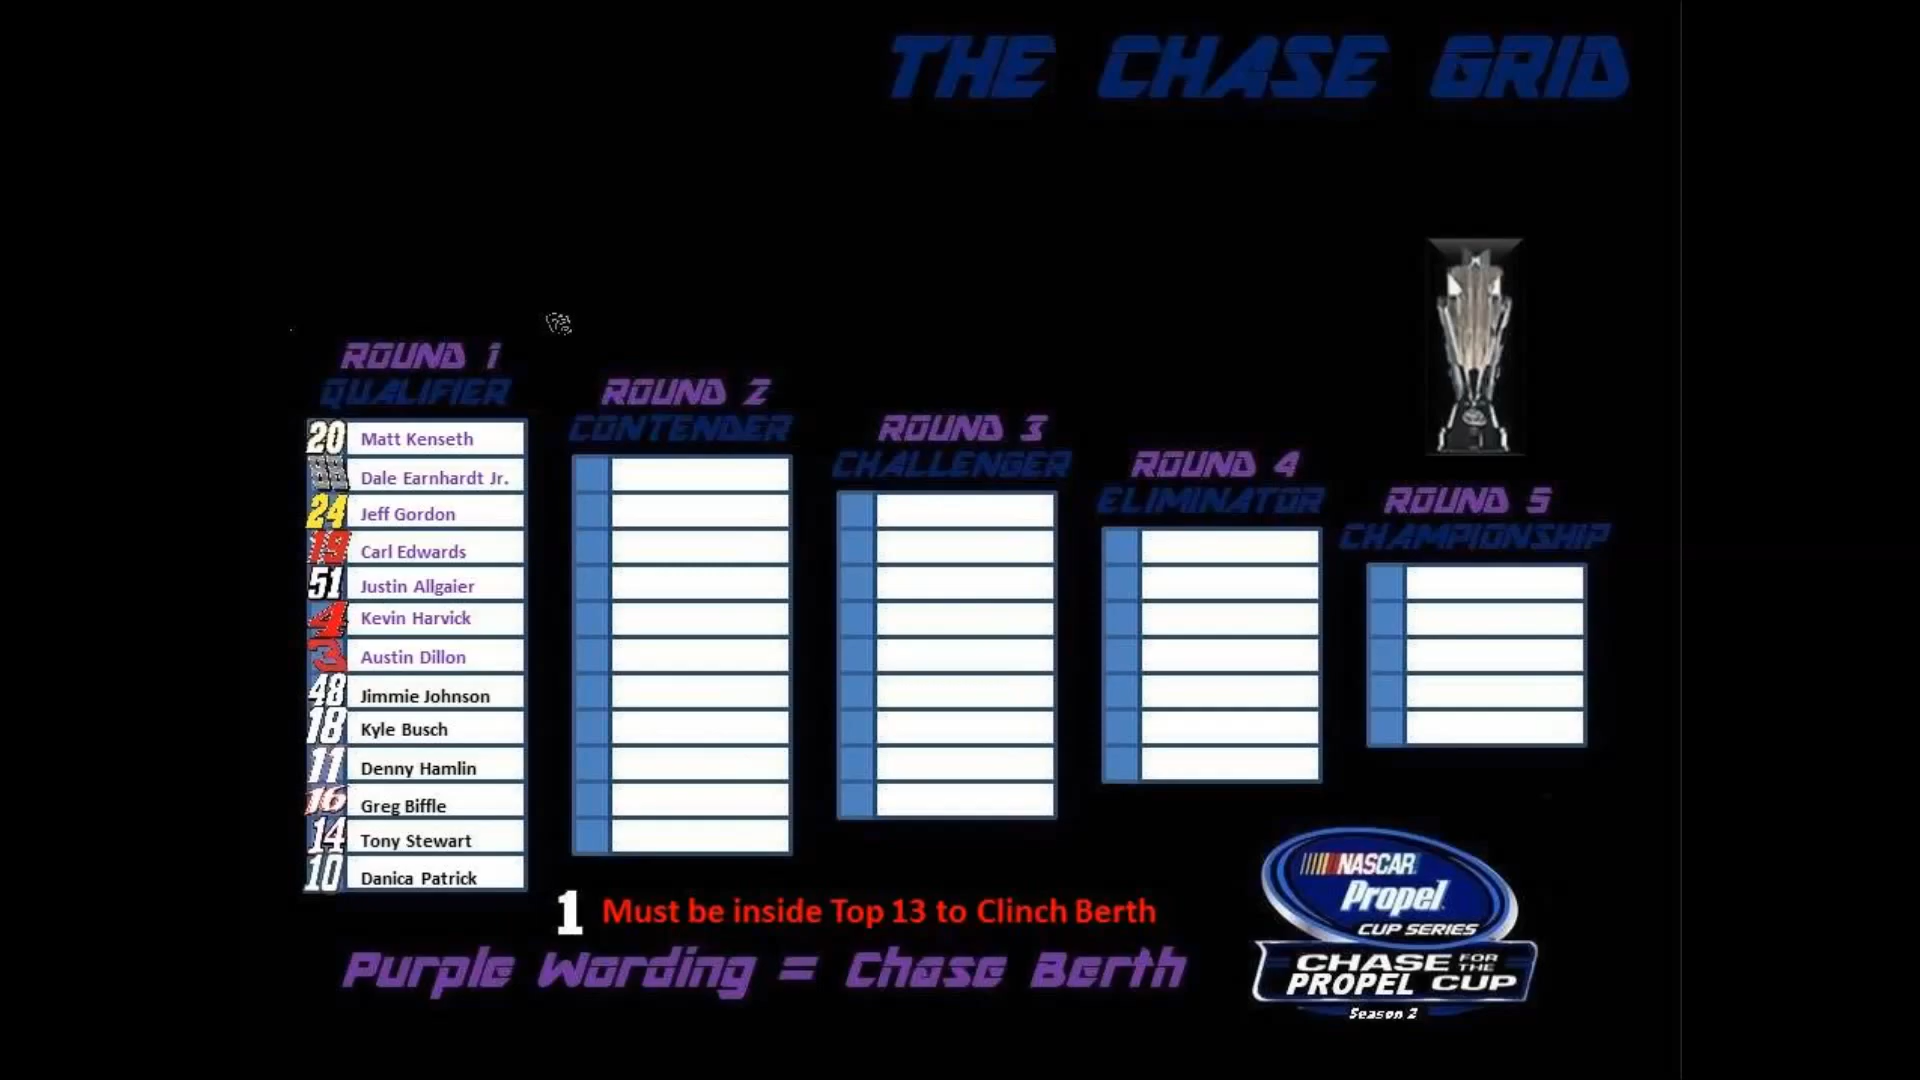 THE CHASE GRID
ROUND 1
QUALIFIER
20 Matt Kenseth
88 Dale Earnhardt Jr.
24 Jeff Gordon
19 Carl Edwards
51 Justin Allgaier
4 Kevin Harvick
3 Austin Dillon
48 Jimmie Johnson
18 Kyle Busch
11 Denny Hamlin
16 Greg Biffle
14 Tony Stewart
10 Danica Patrick
ROUND 2
CONTENDER
ROUND 3
CHALLENGER
ROUND 4
ELIMINATOR
ROUND 5
CHAMPIONSHIP
1 Must be inside Top 13 to Clinch Berth
Purple Wording = Chase Berth
NASCAR
Propel
CUP SERIES
CHASE FOR THE
PROPEL CUP
Season 2